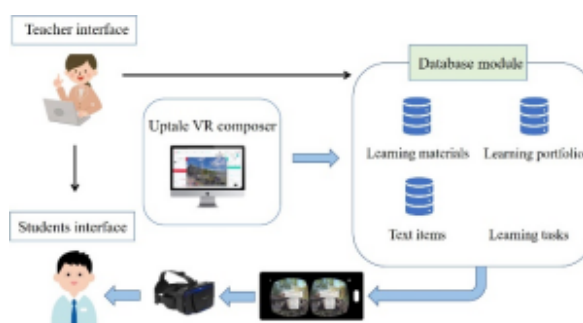 Teacher interface
Database module
Uptale VR composer
Learning materials
Learning portfolio
Students interface
Text items
Learning tasks